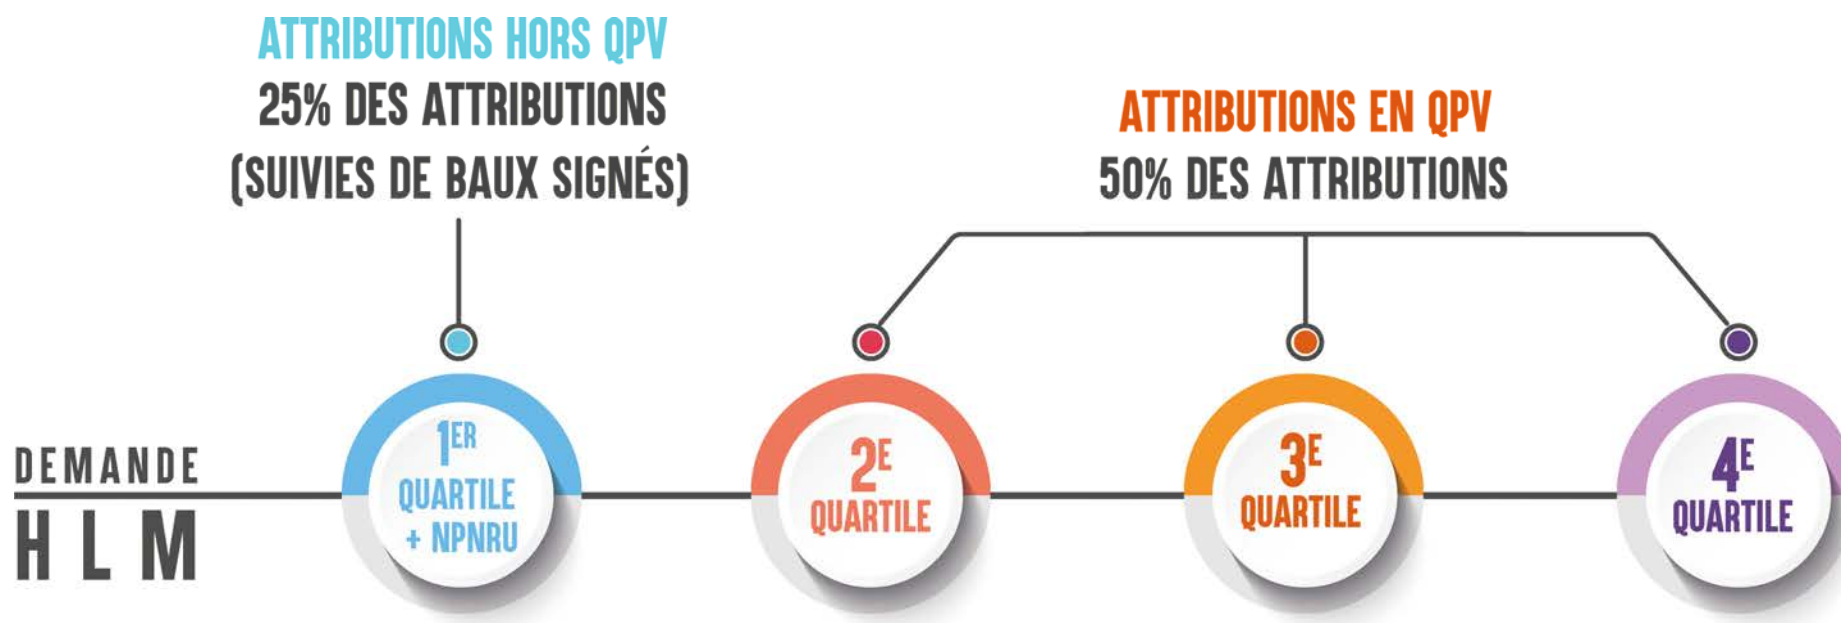 ATTRIBUTIONS HORS QPV
25% DES ATTRIBUTIONS
(SUIVIES DE BAUX SIGNÉS)
ATTRIBUTIONS EN QPV
50% DES ATTRIBUTIONS
DEMANDE
HLM
1ER
QUARTILE
+ NPNRU
2E
QUARTILE
3E
QUARTILE
4E
QUARTILE